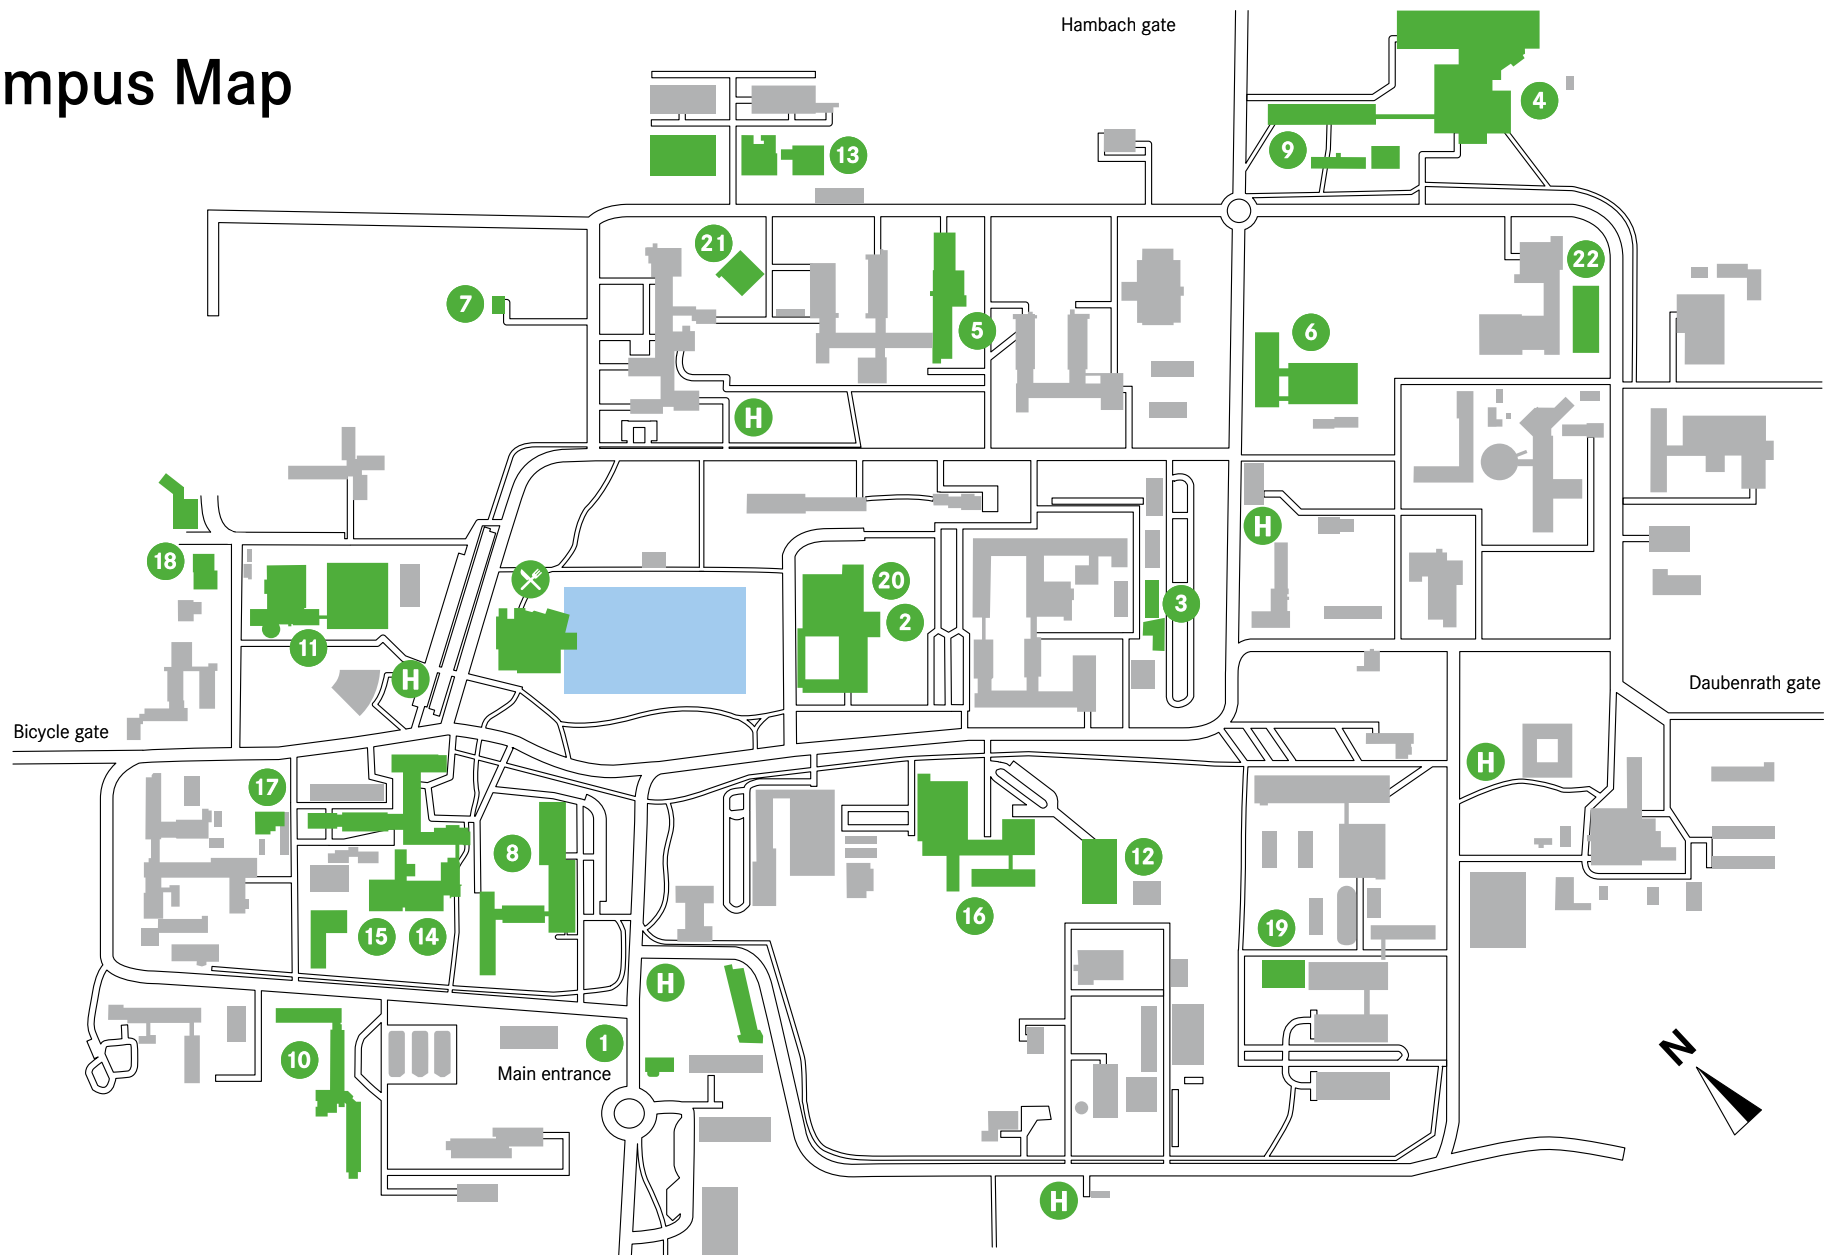 Hambach gate
mpus Map
4
9
13
21
22
7
5
6
H
H
18
20
2
3
11
H
Daubenrath gate
Bicycle gate
H
17
8
12
16
15
14
19
H
1
10
Main entrance
N
H